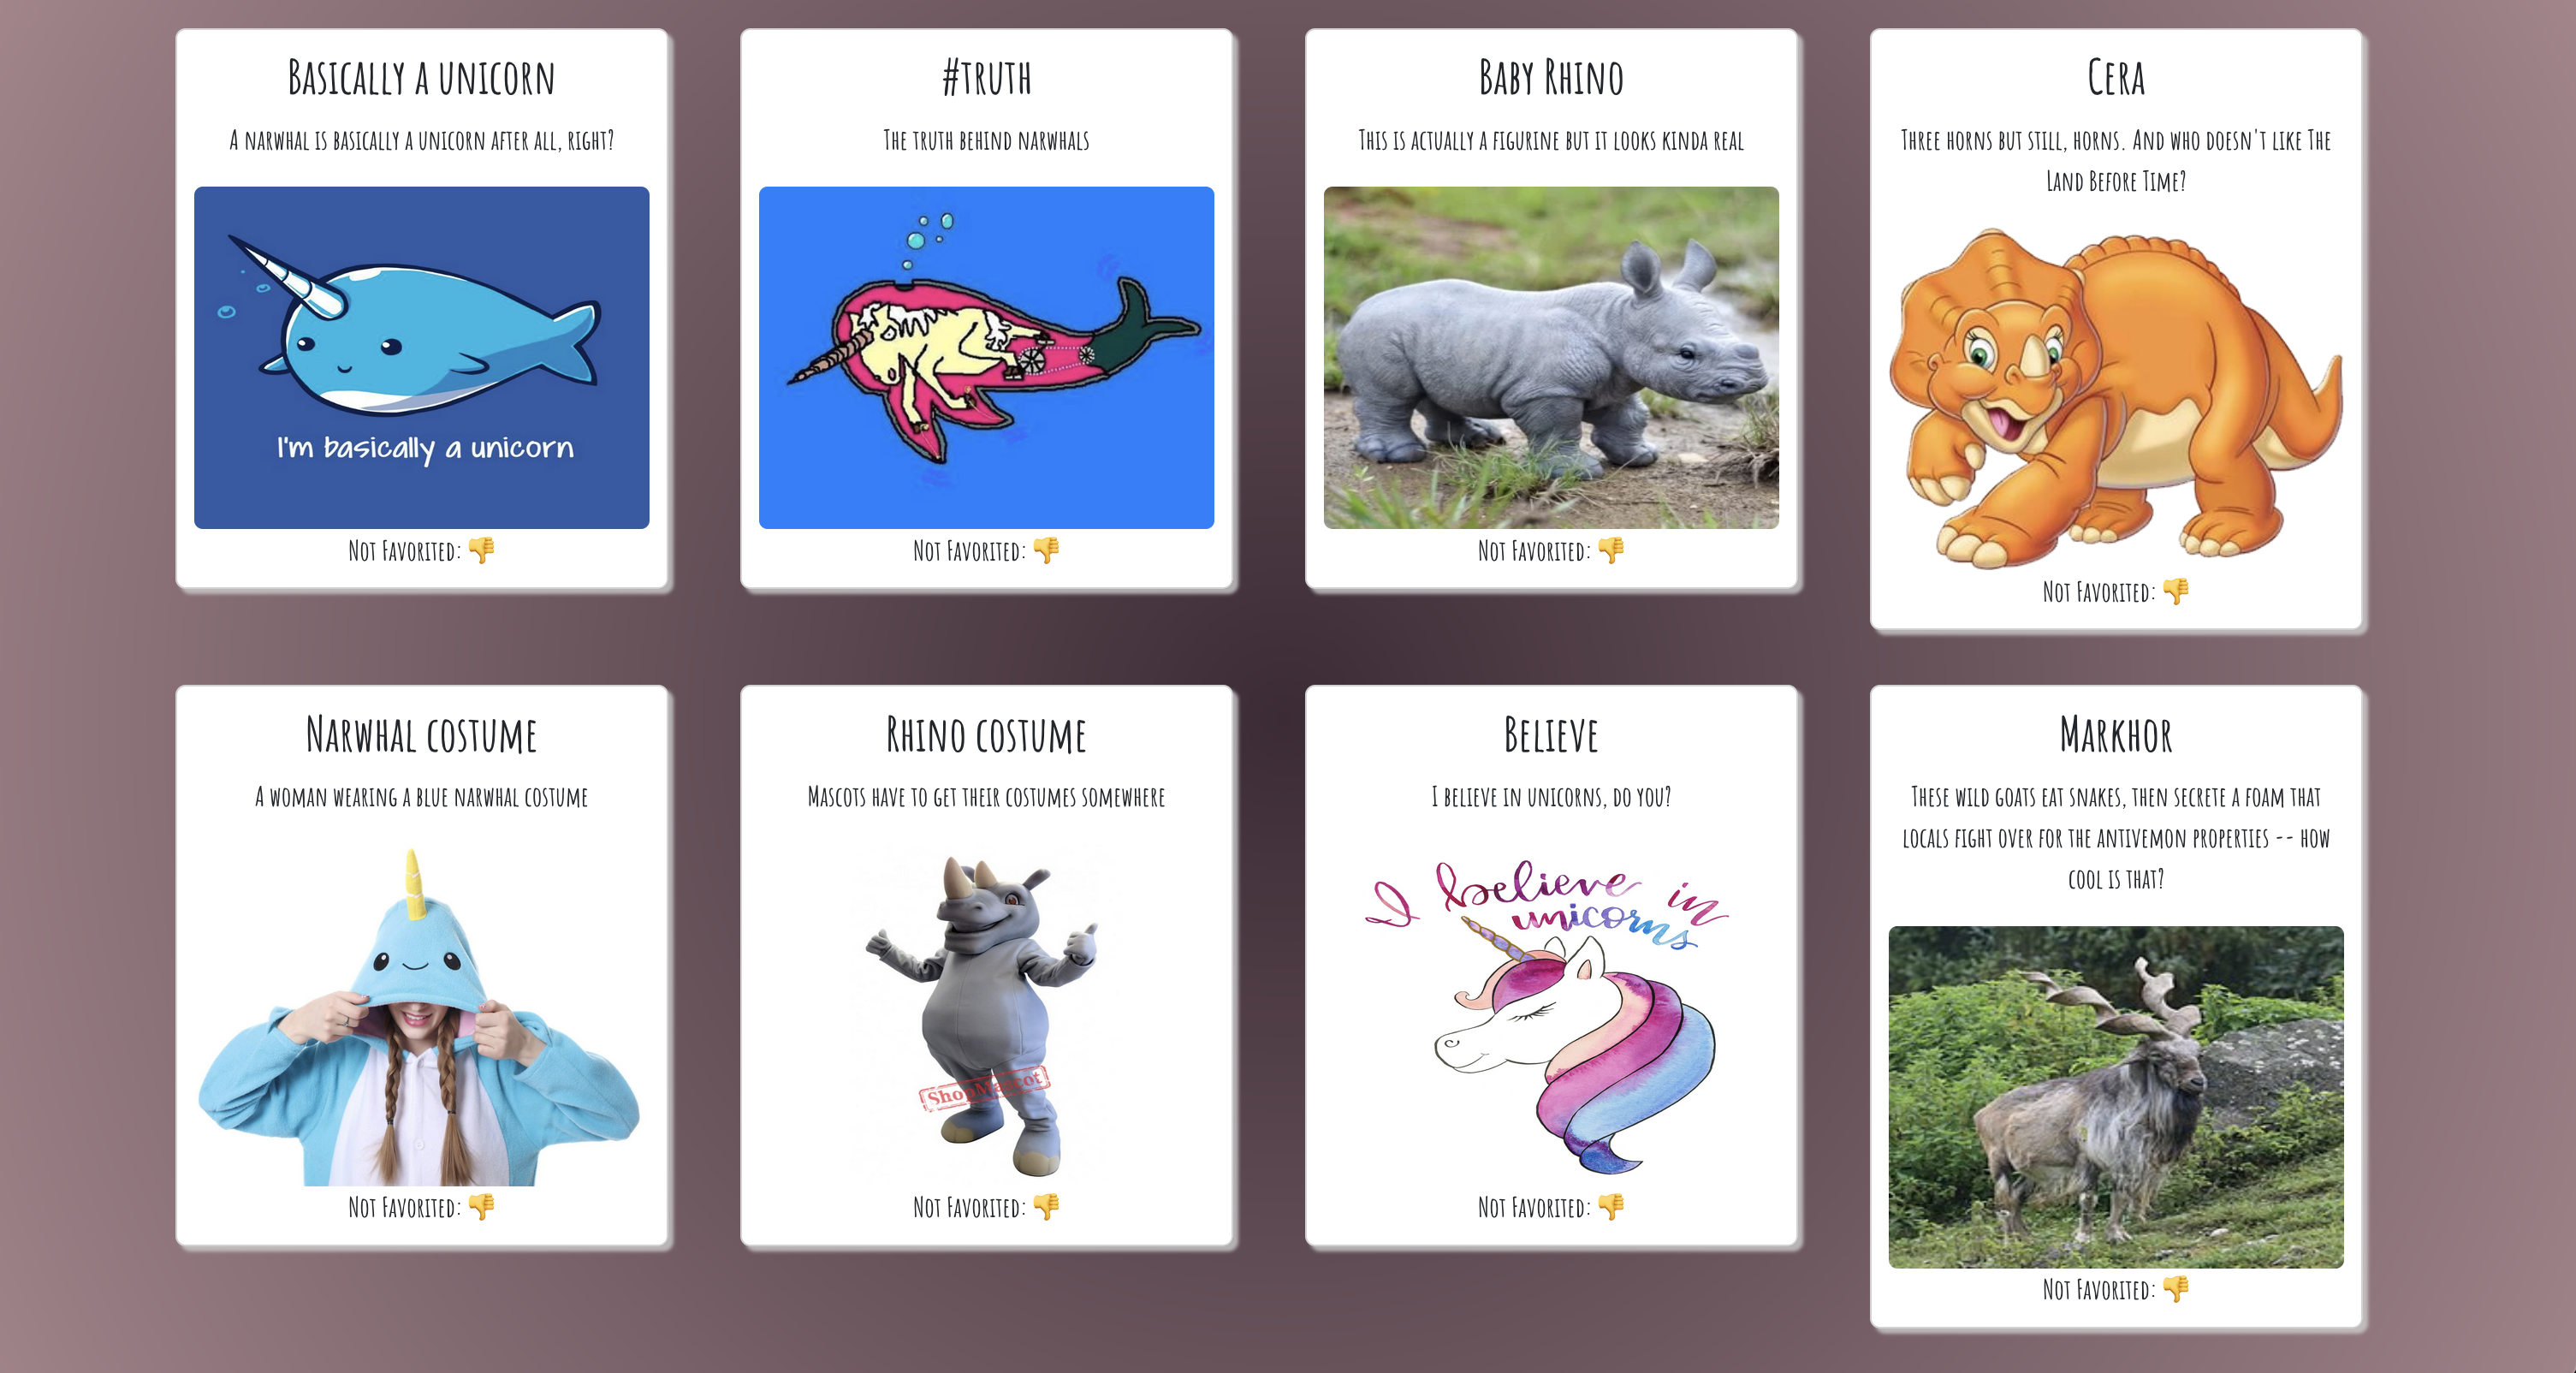 Basically a unicorn
A narwhal is basically a unicorn after all, right?
I'm basically a unicorn
Not Favorited: 👎
#truth
The truth behind narwhals
Not Favorited: 👎
Baby Rhino
This is actually a figurine but it looks kinda real
Not Favorited: 👎
Cera
Three horns but still, horns. And who doesn't like The
Land Before Time?
Not Favorited: 👎
Narwhal costume
A woman wearing a blue narwhal costume
Not Favorited: 👎
Rhino costume
Mascots have to get their costumes somewhere
ShopMascot
Not Favorited: 👎
Believe
I believe in unicorns, do you?
I believe in
unicorns
Not Favorited: 👎
Markhor
These wild goats eat snakes, then secrete a foam that
locals fight over for the antivemon properties -- how
cool is that?
Not Favorited: 👎